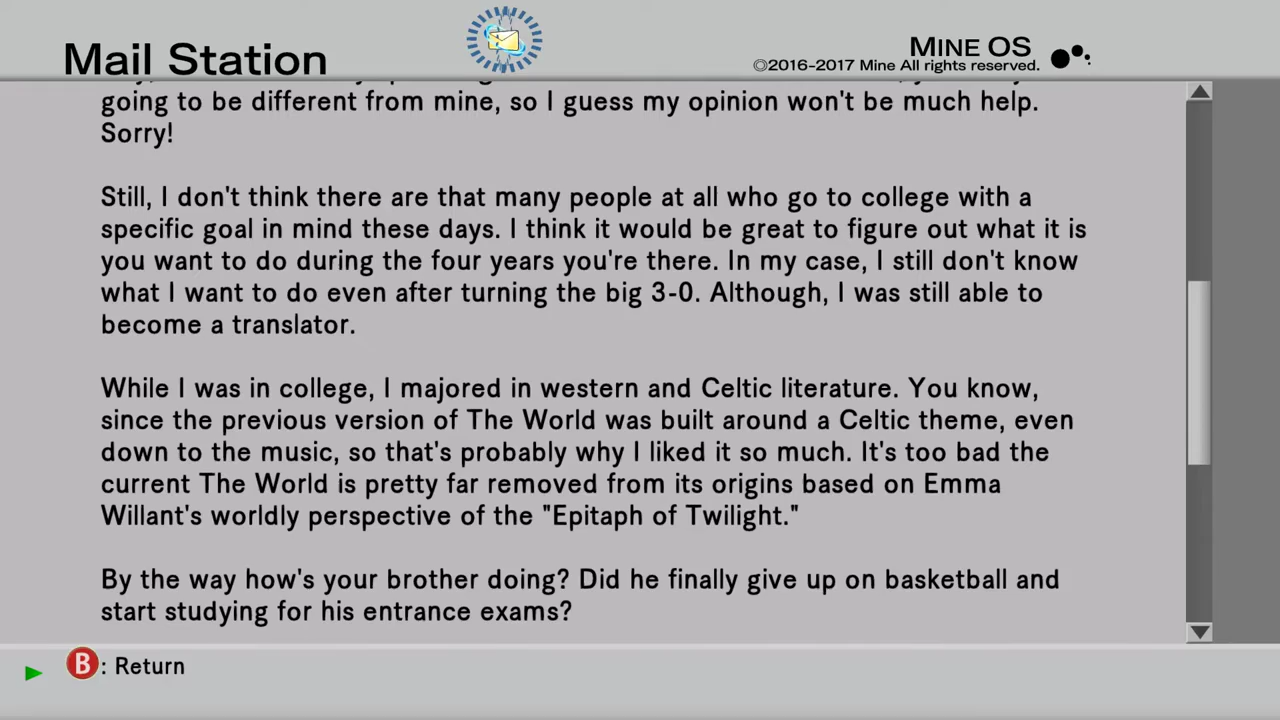 Mail Station
MINE OS
©2016-2017 Mine All rights reserved.
going to be different from mine, so I guess my opinion won't be much help.
Sorry!
Still, I don't think there are that many people at all who go to college with a
specific goal in mind these days. I think it would be great to figure out what it is
you want to do during the four years you're there. In my case, I still don't know
what I want to do even after turning the big 3-0. Although, I was still able to
become a translator.
While I was in college, I majored in western and Celtic literature. You know,
since the previous version of The World was built around a Celtic theme, even
down to the music, so that's probably why I liked it so much. It's too bad the
current The World is pretty far removed from its origins based on Emma
Willant's worldly perspective of the "Epitaph of Twilight."
By the way how's your brother doing? Did he finally give up on basketball and
start studying for his entrance exams?
B: Return